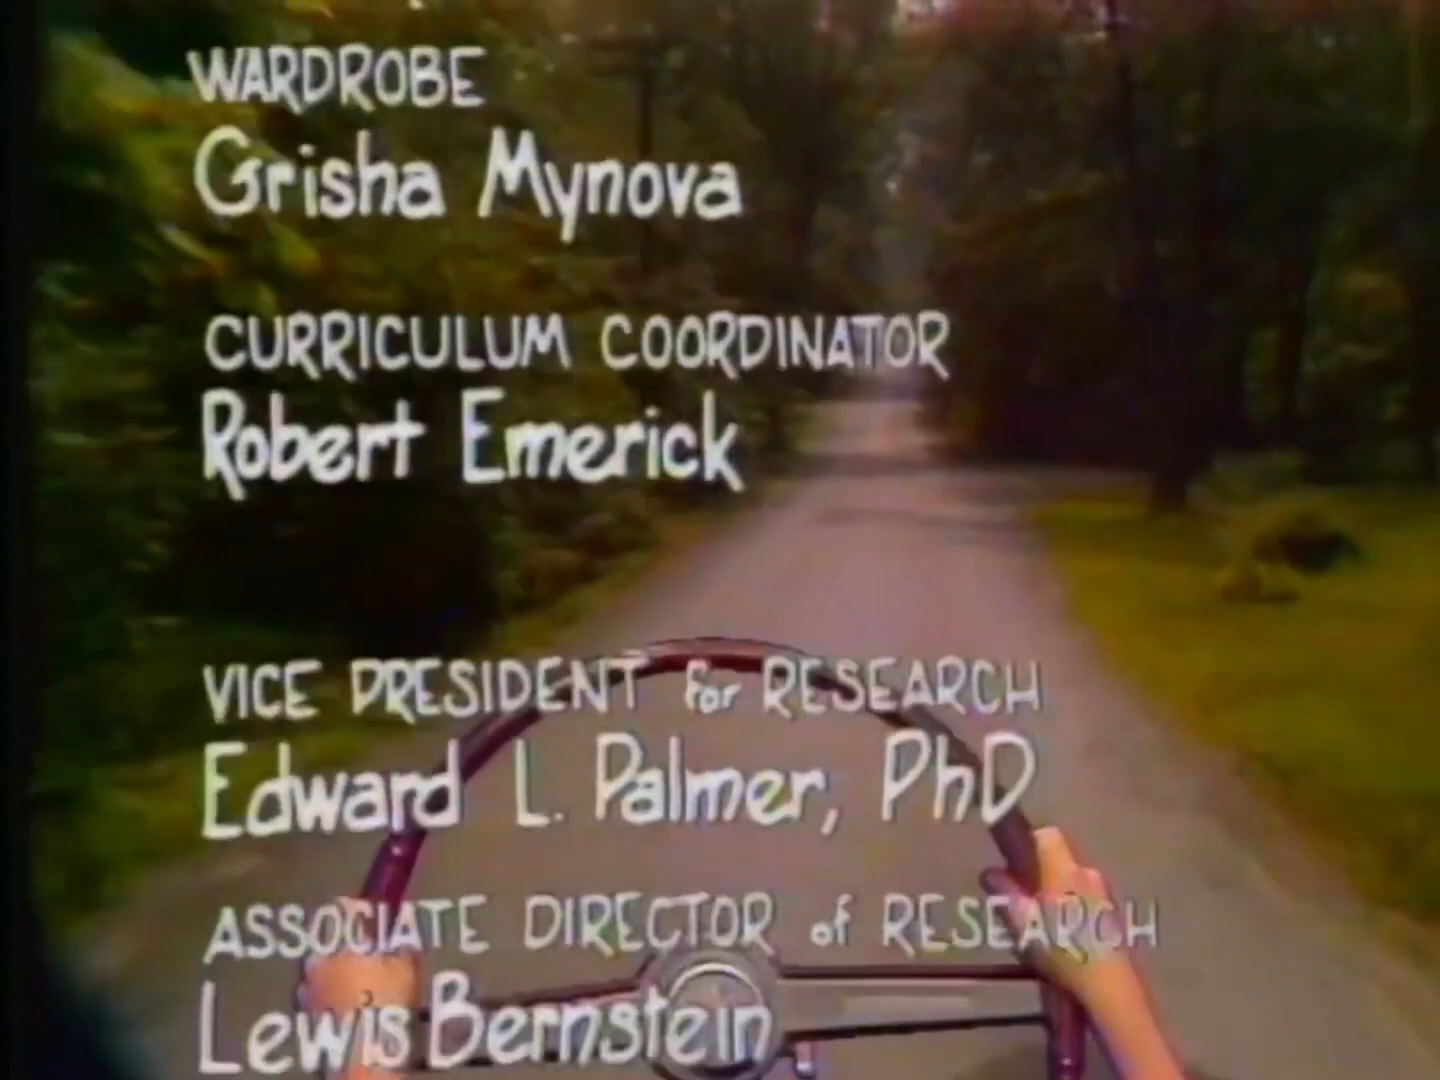 WARDROBE
Grisha Mynova
CURRICULUM COORDINATOR
Robert Emerick
VICE PRESIDENT for RESEARCH
Edward L. Palmer, PhD
ASSOCIATE DIRECTOR of RESEARCH
Lewis Bernstein